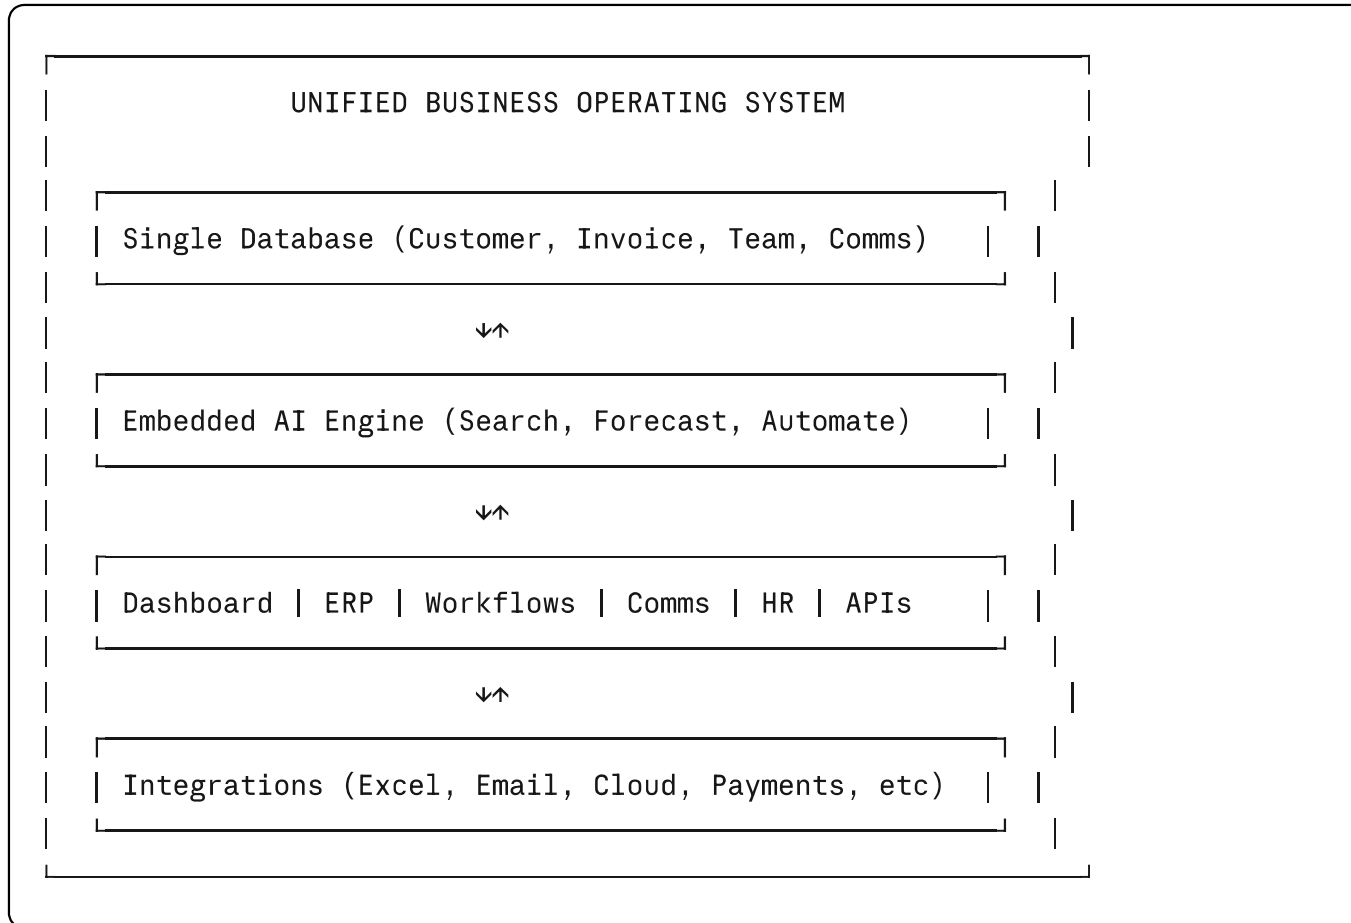 UNIFIED BUSINESS OPERATING SYSTEM
Single Database (Customer, Invoice, Team, Comms)
↓↑
Embedded AI Engine (Search, Forecast, Automate)
↓↑
Dashboard | ERP | Workflows | Comms | HR | APIs
↓↑
Integrations (Excel, Email, Cloud, Payments, etc)